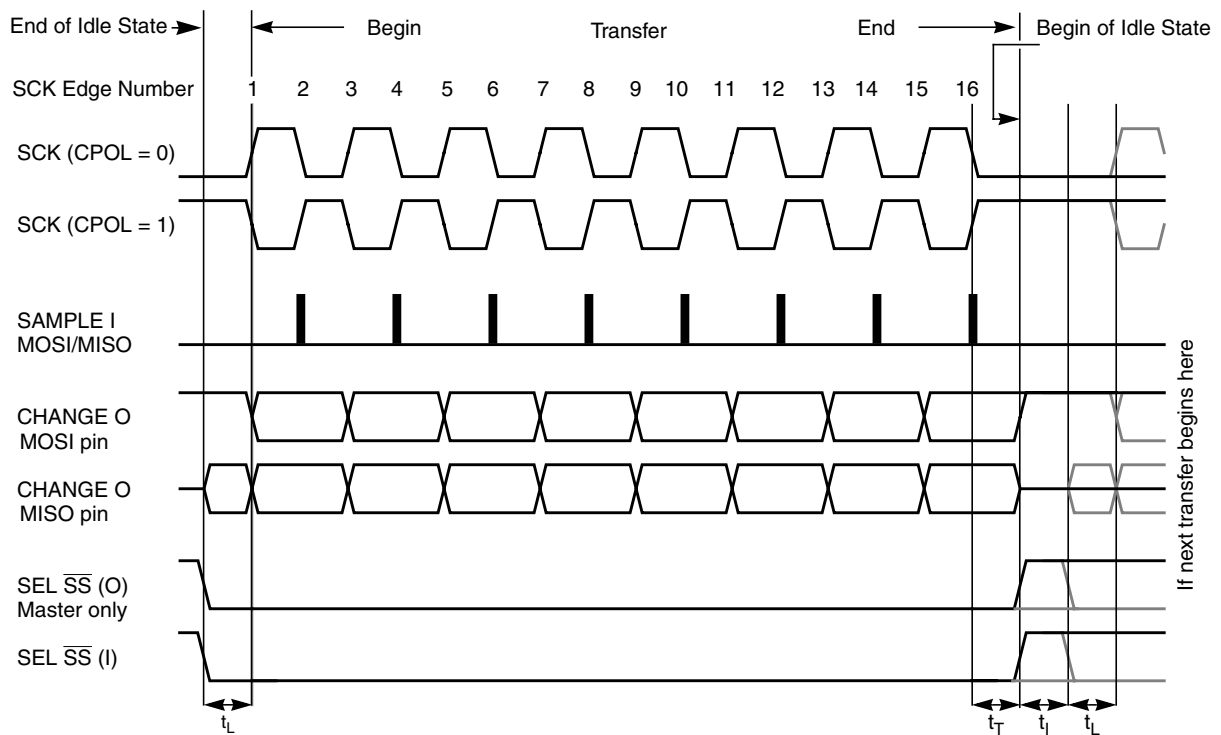 End of Idle State
Begin
Transfer
End
Begin of Idle State
SCK Edge Number
1 2 3 4 5 6 7 8 9 10 11 12 13 14 15 16
SCK (CPOL = 0)
SCK (CPOL = 1)
SAMPLE I
MOSI/MISO
CHANGE O
MOSI pin
CHANGE O
MISO pin
SEL S̅S̅ (O)
Master only
SEL S̅S̅ (I)
If next transfer begins here
tL
tT
tI
tL